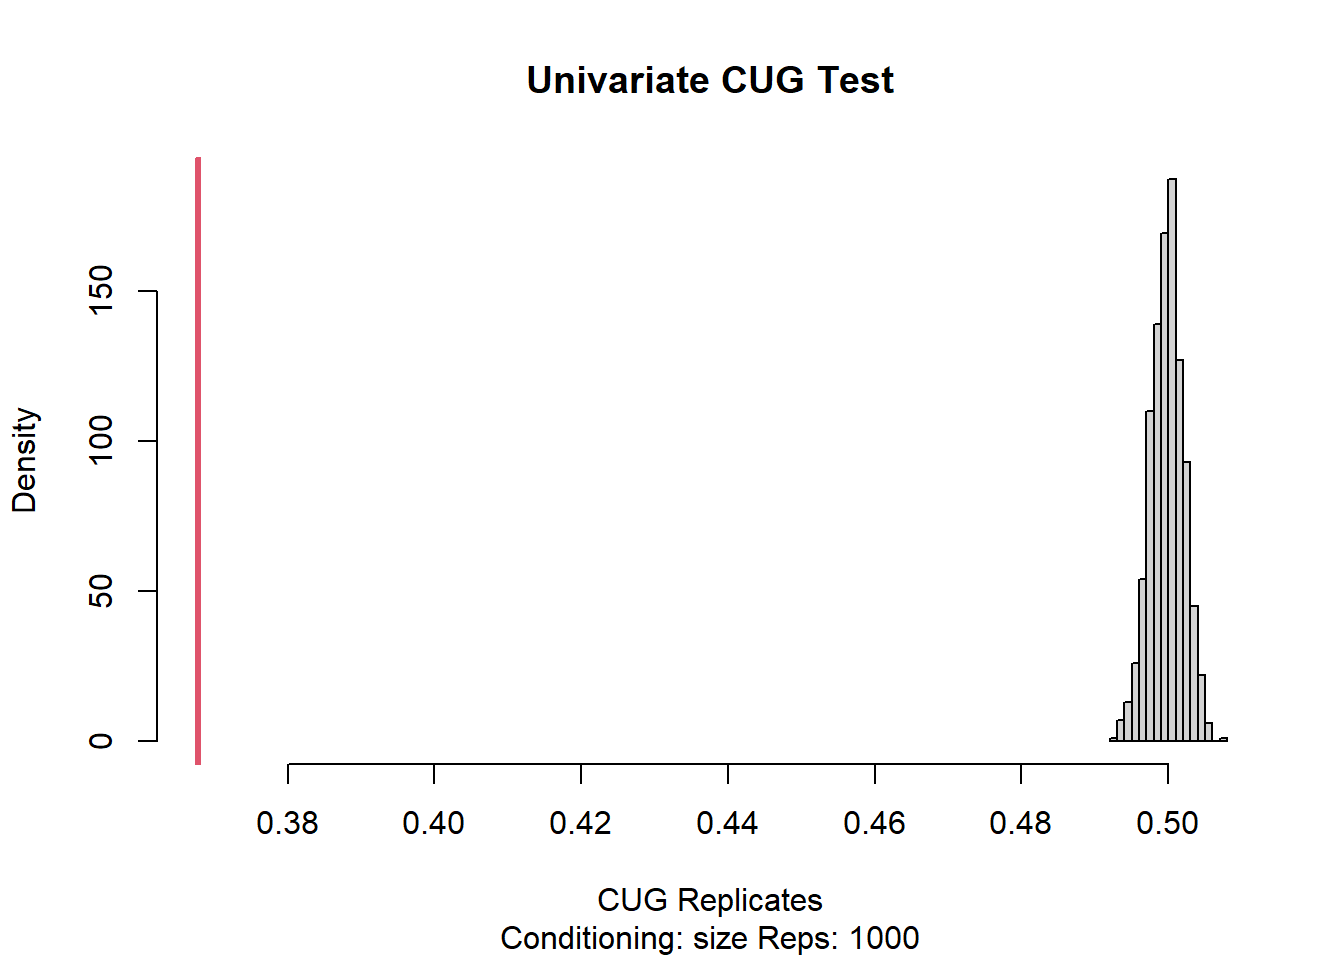 Univariate CUG Test
Density
150
100
50
0
0.38 0.40 0.42 0.44 0.46 0.48 0.50
CUG Replicates
Conditioning: size Reps: 1000